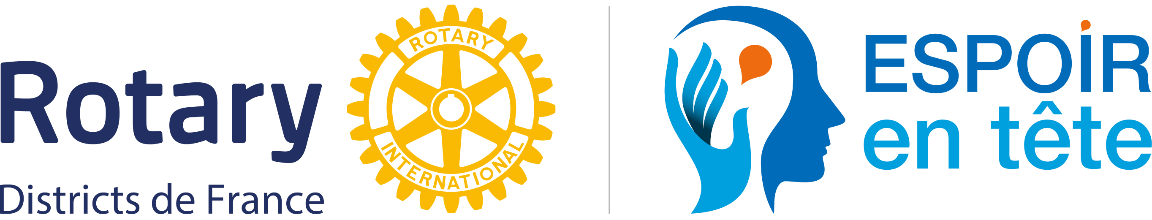 Rotary
Districts de France
ROTARY
INTERNATIONAL
ESPOIR
en tête